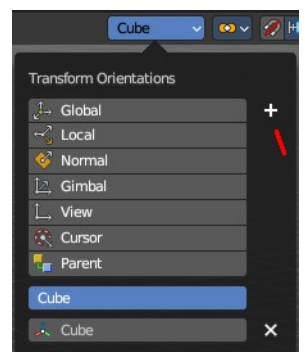 Cube
Transform Orientations
Global
Local
Normal
Gimbal
View
Cursor
Parent
Cube
Cube